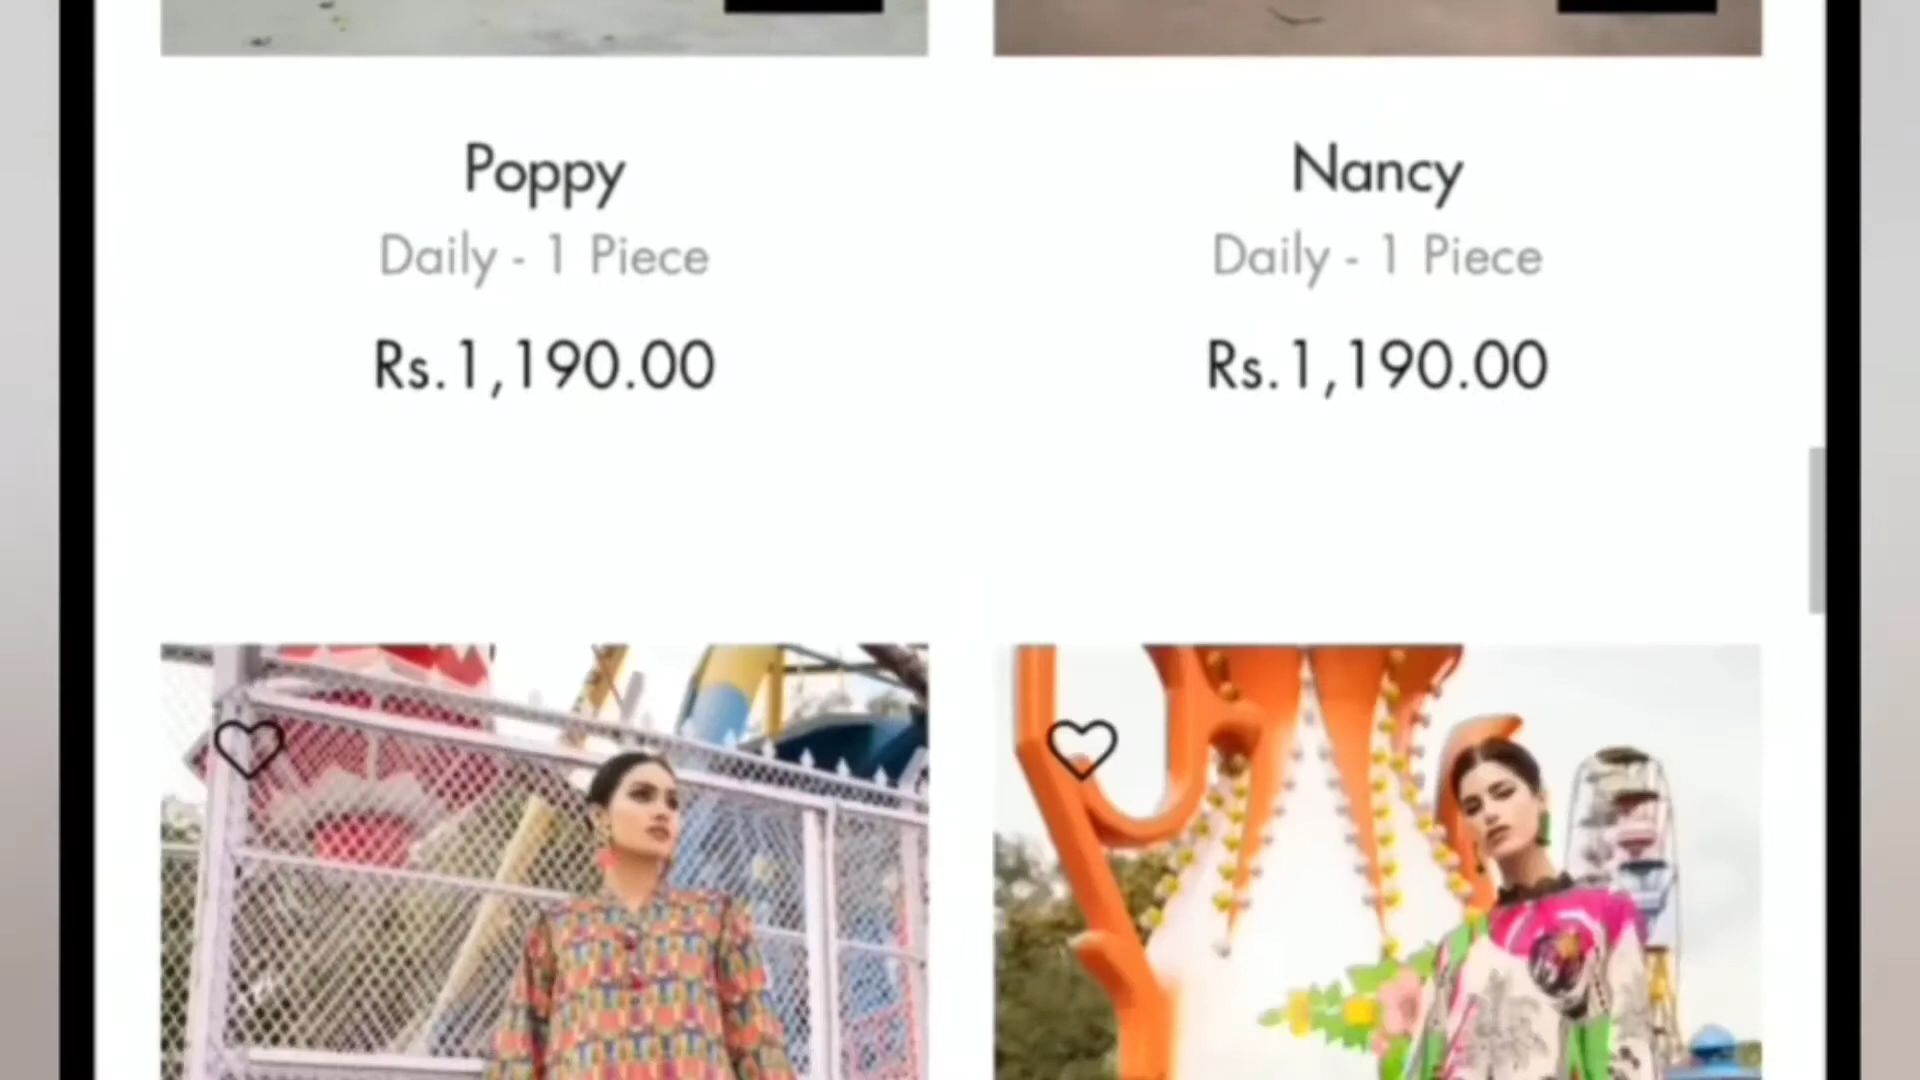 Poppy
Daily - 1 Piece
Rs.1,190.00
Nancy
Daily - 1 Piece
Rs.1,190.00